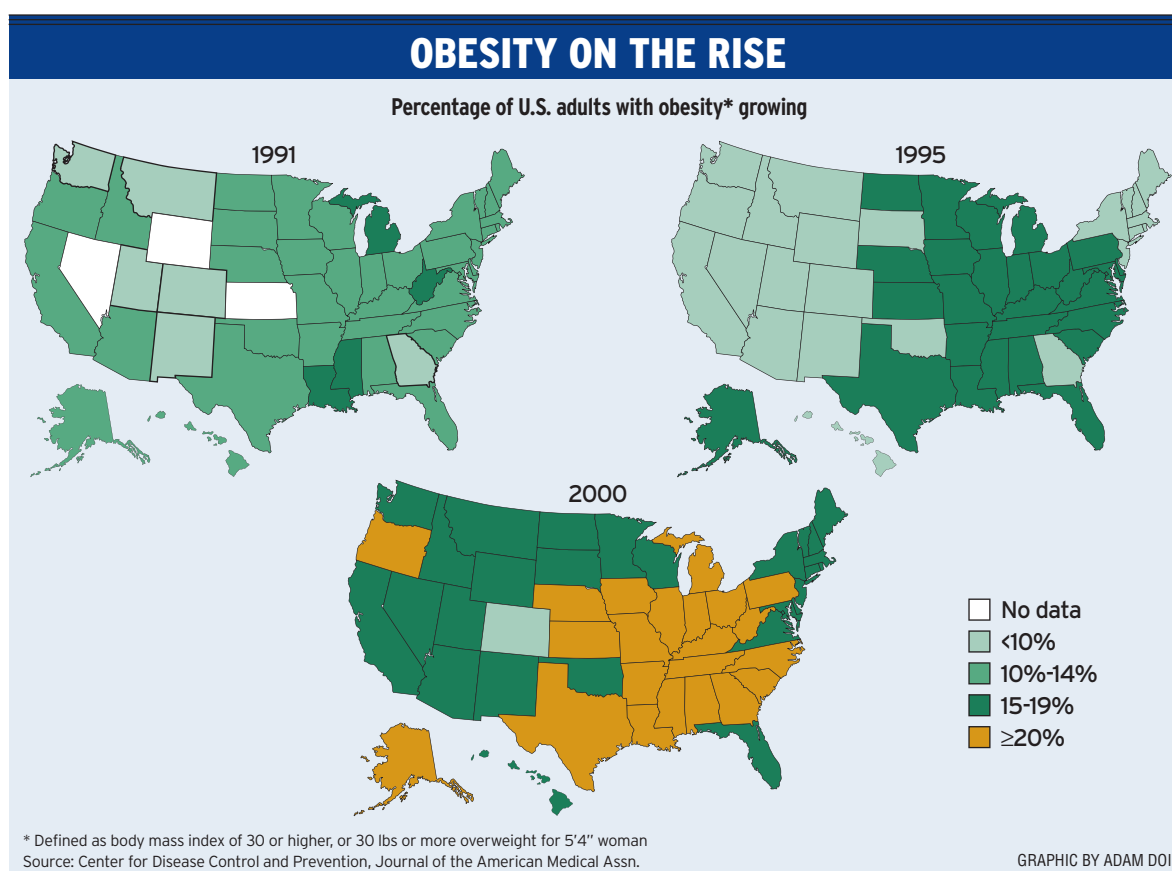 OBESITY ON THE RISE
Percentage of U.S. adults with obesity* growing
1991
1995
2000
No data
<10%
10%-14%
15-19%
≥20%
* Defined as body mass index of 30 or higher, or 30 lbs or more overweight for 5'4" woman
Source: Center for Disease Control and Prevention, Journal of the American Medical Assn.
GRAPHIC BY ADAM DOI